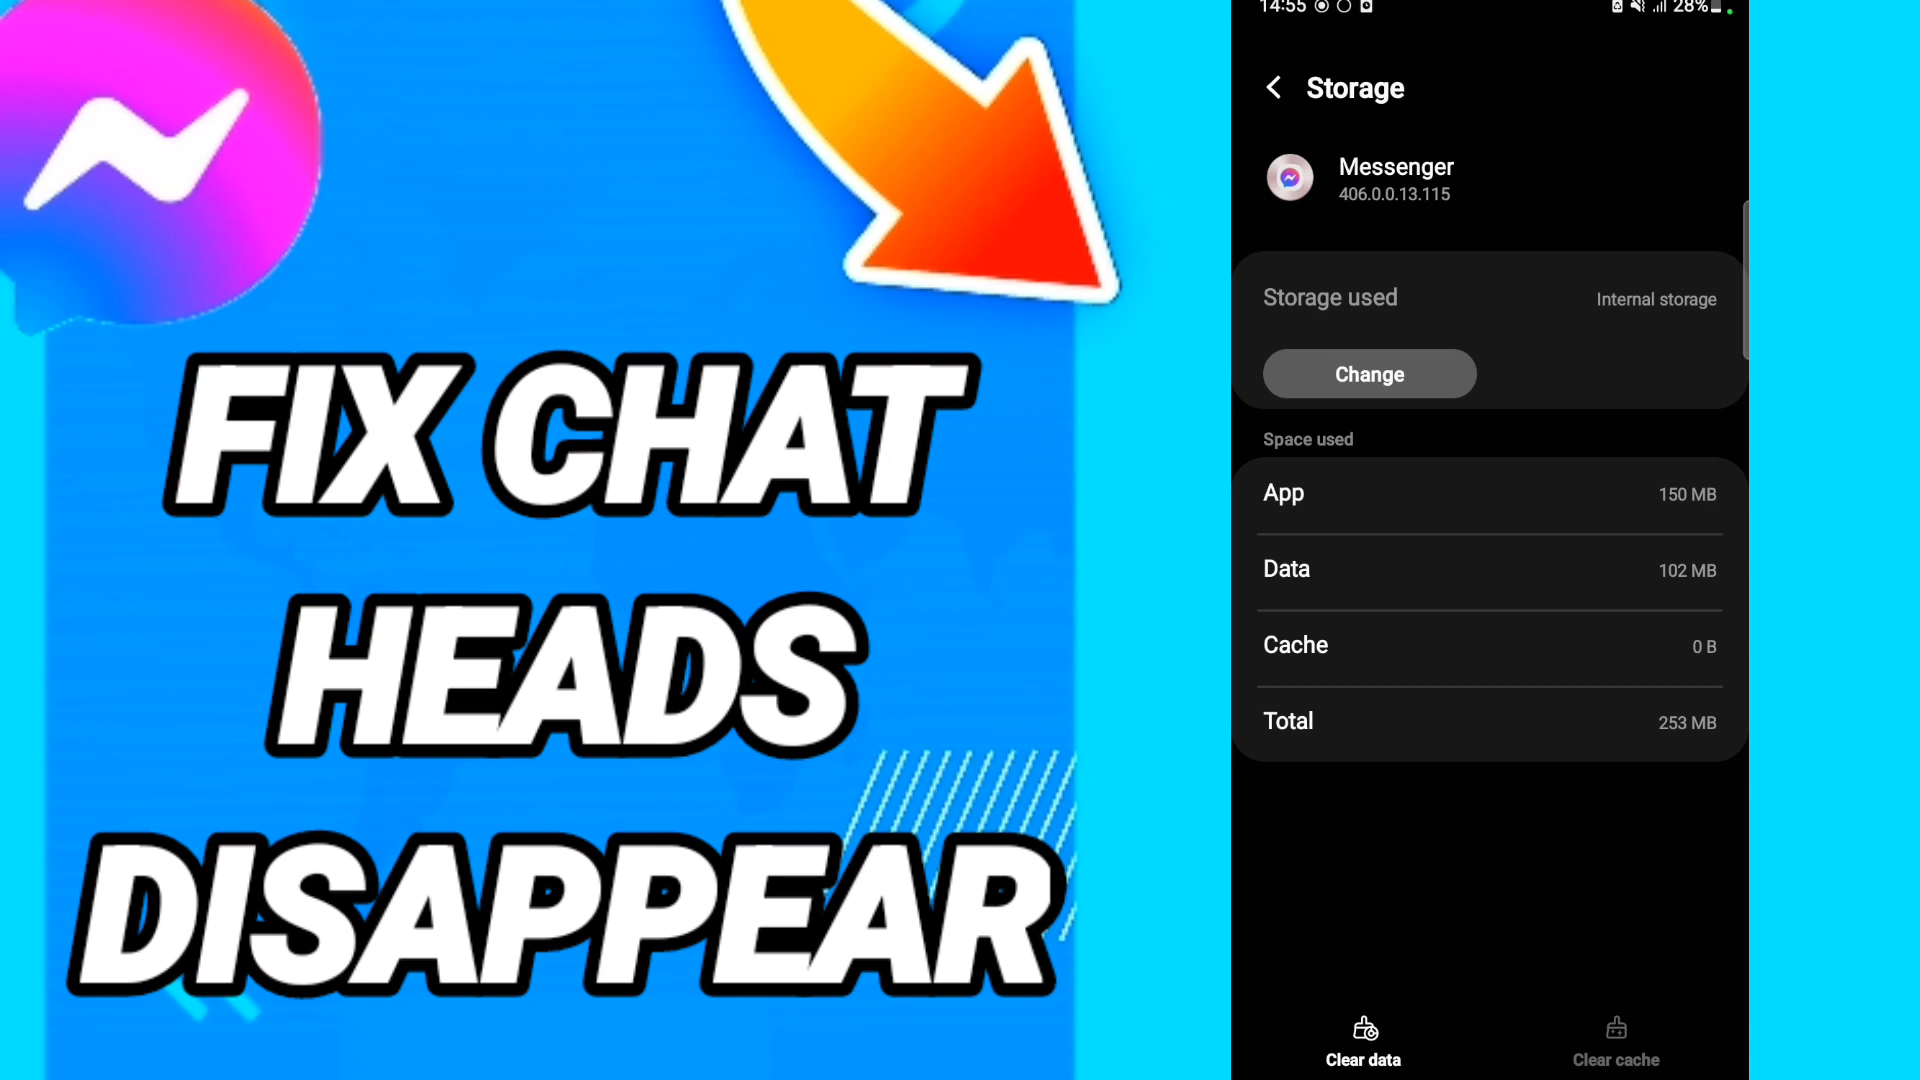 FIX CHAT
HEADS
DISAPPEAR
14:55 28%
Storage
Messenger
406.0.0.13.115
Storage used Internal storage
Change
Space used
App 150 MB
Data 102 MB
Cache 0 B
Total 253 MB
Clear data Clear cache